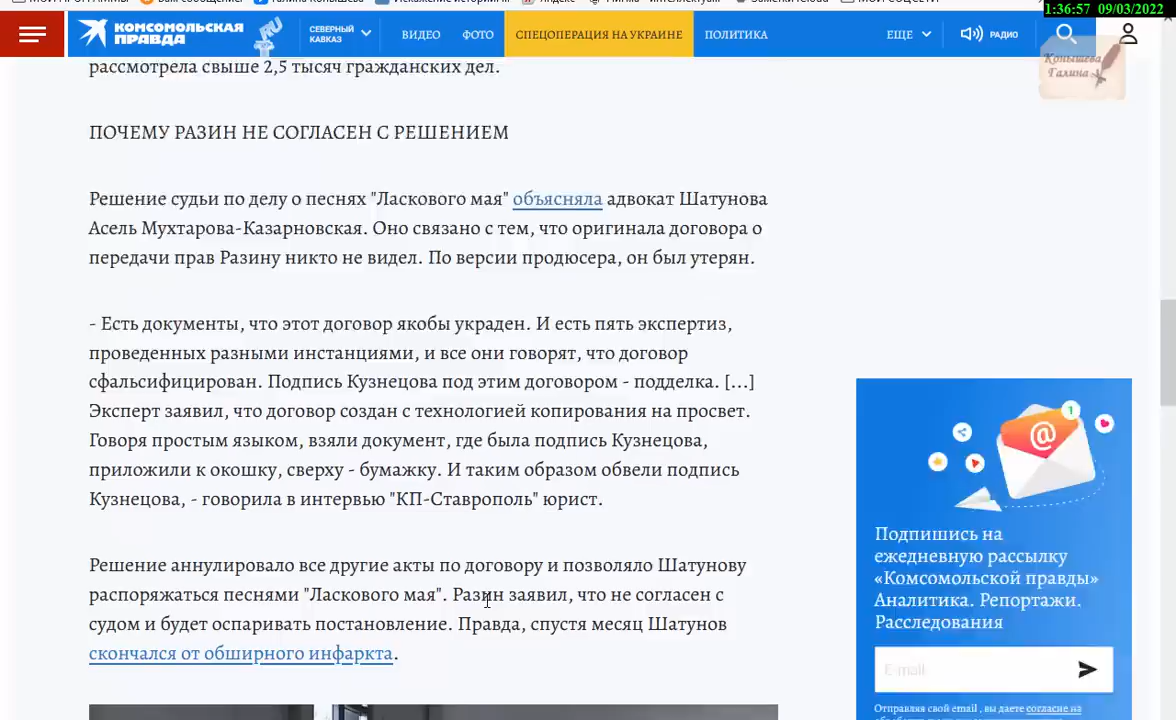 1:36:57 09/03/2022
КОМСОМОЛЬСКАЯ ПРАВДА
.RU
СЕВЕРНЫЙ КАВКАЗ
ВИДЕО
ФОТО
СПЕЦОПЕРАЦИЯ НА УКРАИНЕ
ПОЛИТИКА
ЕЩЕ
РАДИО
Конышева Галина
рассмотрела свыше 2,5 тысяч гражданских дел.
ПОЧЕМУ РАЗИН НЕ СОГЛАСЕН С РЕШЕНИЕМ
Решение судьи по делу о песнях "Ласкового мая" объясняла адвокат Шатунова
Асель Мухтарова-Казарновская. Оно связано с тем, что оригинала договора о
передачи прав Разину никто не видел. По версии продюсера, он был утерян.
- Есть документы, что этот договор якобы украден. И есть пять экспертиз,
проведенных разными инстанциями, и все они говорят, что договор
сфальсифицирован. Подпись Кузнецова под этим договором - подделка. [...]
Эксперт заявил, что договор создан с технологией копирования на просвет.
Говоря простым языком, взяли документ, где была подпись Кузнецова,
приложили к окошку, сверху - бумажку. И таким образом обвели подпись
Кузнецова, - говорила в интервью "КП-Ставрополь" юрист.
Решение аннулировало все другие акты по договору и позволяло Шатунову
распоряжаться песнями "Ласкового мая". Разин заявил, что не согласен с
судом и будет оспаривать постановление. Правда, спустя месяц Шатунов
скончался от обширного инфаркта.
1
@
Подпишись на
ежедневную рассылку
«Комсомольской правды»
Аналитика. Репортажи.
Расследования
E-mail
Отправляя свой email , вы даете согласие на